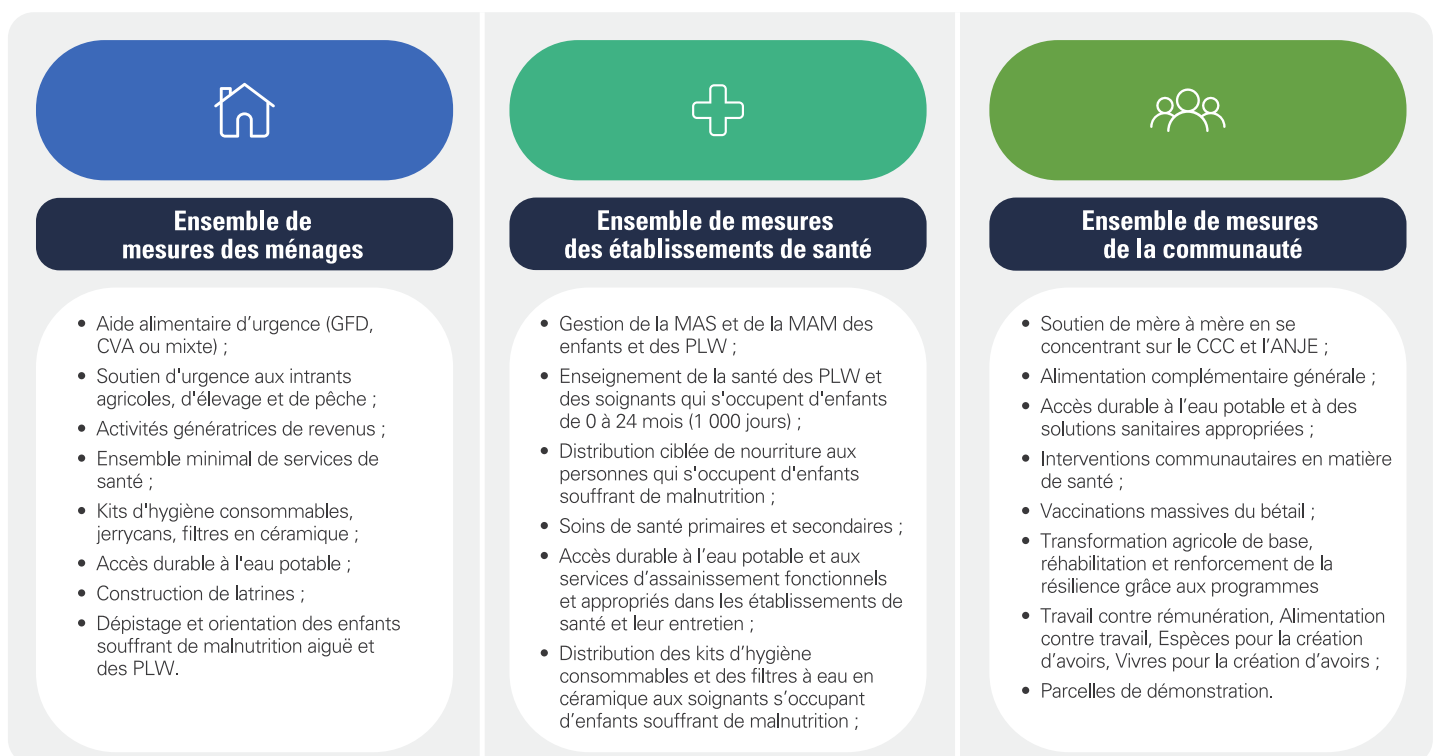 Ensemble de
mesures des ménages
• Aide alimentaire d’urgence (GFD,
CVA ou mixte) ;
• Soutien d'urgence aux intrants
agricoles, d'élevage et de pêche ;
• Activités génératrices de revenus ;
• Ensemble minimal de services de
santé ;
• Kits d'hygiène consommables,
jerrycans, filtres en céramique ;
• Accès durable à l'eau potable ;
• Construction de latrines ;
• Dépistage et orientation des enfants
souffrant de malnutrition aiguë et
des PLW.
Ensemble de mesures
des établissements de santé
• Gestion de la MAS et de la MAM des
enfants et des PLW ;
• Enseignement de la santé des PLW et
des soignants qui s'occupent d'enfants
de 0 à 24 mois (1 000 jours) ;
• Distribution ciblée de nourriture aux
personnes qui s'occupent d'enfants
souffrant de malnutrition ;
• Soins de santé primaires et secondaires ;
• Accès durable à l’eau potable et aux
services d’assainissement fonctionnels
et appropriés dans les établissements de
santé et leur entretien ;
• Distribution des kits d’hygiène
consommables et des filtres à eau en
céramique aux soignants s’occupant
d’enfants souffrant de malnutrition ;
Ensemble de mesures
de la communauté
• Soutien de mère à mère en se
concentrant sur le CCC et l’ANJE ;
• Alimentation complémentaire générale ;
• Accès durable à l’eau potable et à des
solutions sanitaires appropriées ;
• Interventions communautaires en matière
de santé ;
• Vaccinations massives du bétail ;
• Transformation agricole de base,
réhabilitation et renforcement de la
résilience grâce aux programmes
• Travail contre rémunération, Alimentation
contre travail, Espèces pour la création
d’avoirs, Vivres pour la création d’avoirs ;
• Parcelles de démonstration.